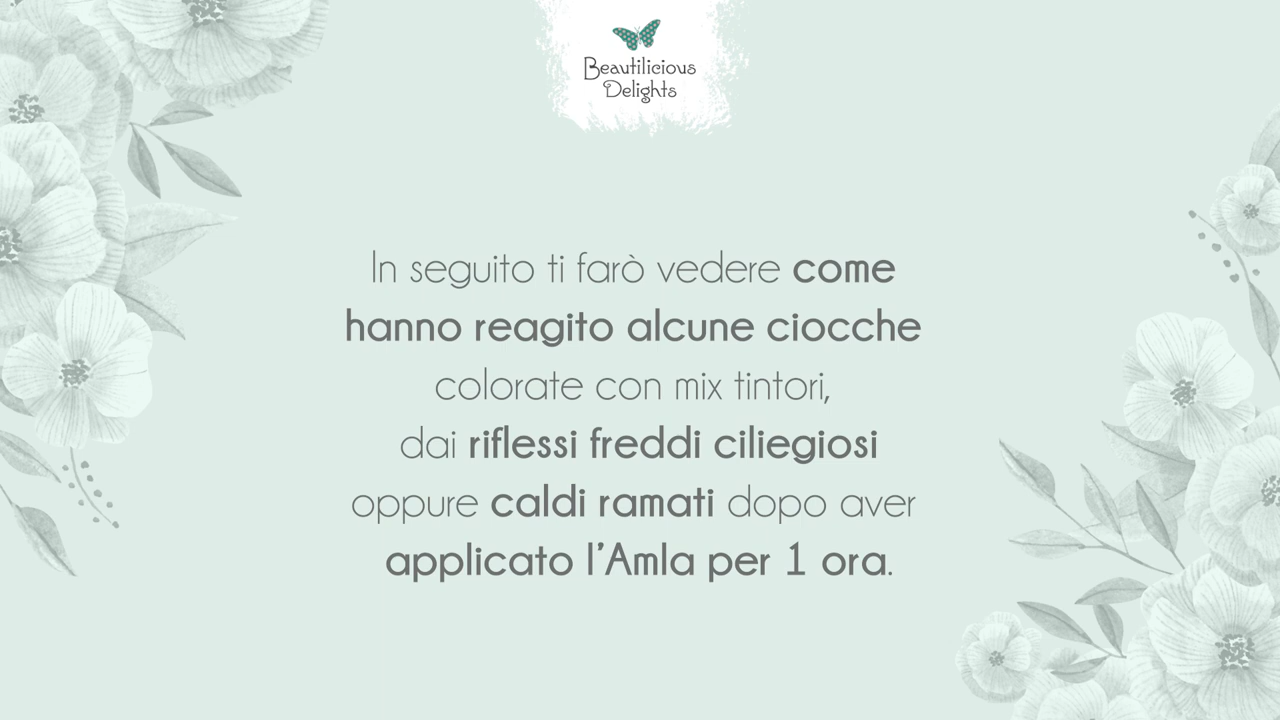 Beautilicious
Delights
In seguito ti farò vedere come
hanno reagito alcune ciocche
colorate con mix tintori,
dai riflessi freddi ciliegiosi
oppure caldi ramati dopo aver
applicato l'Amla per 1 ora.